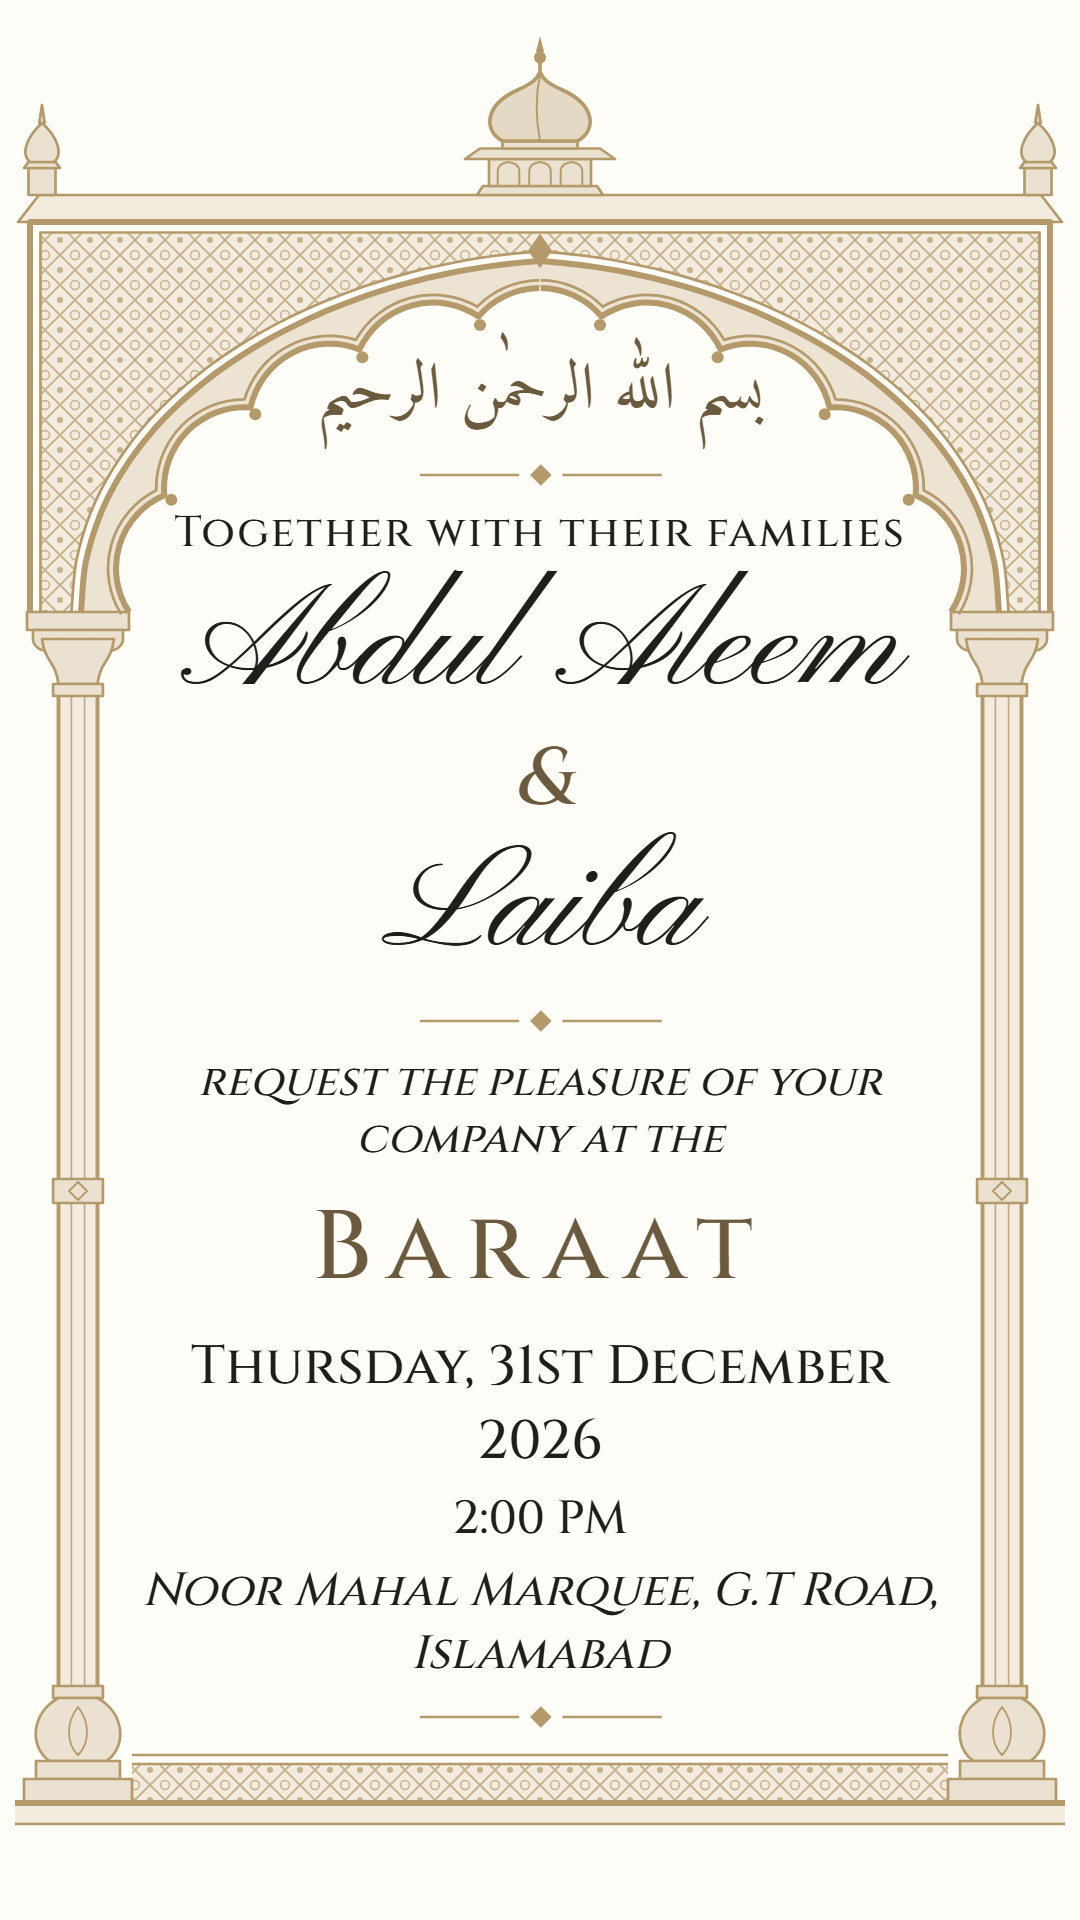 بسم الله الرحمٰن الرحيم
Together with their families
Abdul Aleem
&
Laiba
request the pleasure of your
company at the
Baraat
Thursday, 31st December
2026
2:00 PM
Noor Mahal Marquee, G.T Road,
Islamabad